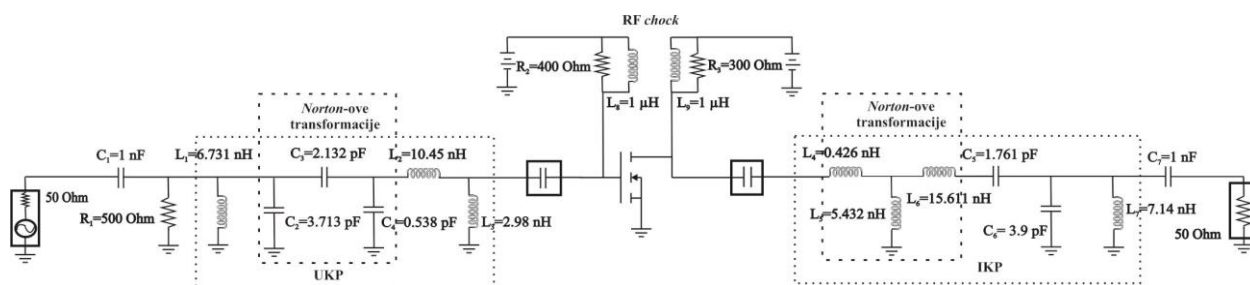 RF chock
R₂=400 Ohm
R₃=300 Ohm
L₈=1 μH
L₉=1 μH
Norton-ove
transformacije
Norton-ove
transformacije
C₁=1 nF
L₁=6.731 nH
C₃=2.132 pF
L₂=10.45 nH
50 Ohm
R₁=500 Ohm
C₂=3.713 pF
C₄=0.538 pF
L₃=2.98 nH
UKP
L₄=0.426 nH
C₅=1.761 pF
C₇=1 nF
L₅=5.432 nH
L₆=15.611 nH
C₆=3.9 pF
L₇=7.14 nH
50 Ohm
IKP